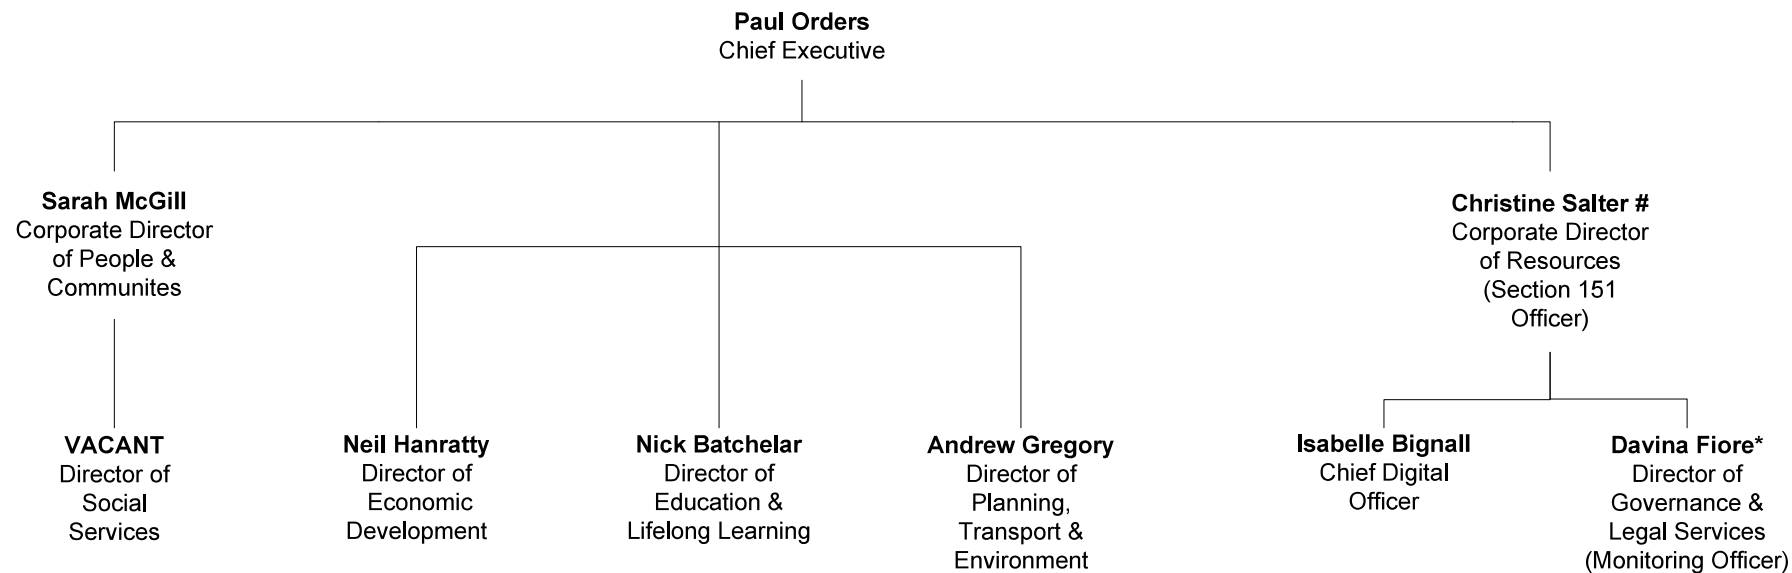 Paul Orders
Chief Executive
Sarah McGill
Corporate Director
of People &
Communites
Christine Salter #
Corporate Director
of Resources
(Section 151
Officer)
VACANT
Director of
Social
Services
Neil Hanratty
Director of
Economic
Development
Nick Batchelar
Director of
Education &
Lifelong Learning
Andrew Gregory
Director of
Planning,
Transport &
Environment
Isabelle Bignall
Chief Digital
Officer
Davina Fiore*
Director of
Governance &
Legal Services
(Monitoring Officer)